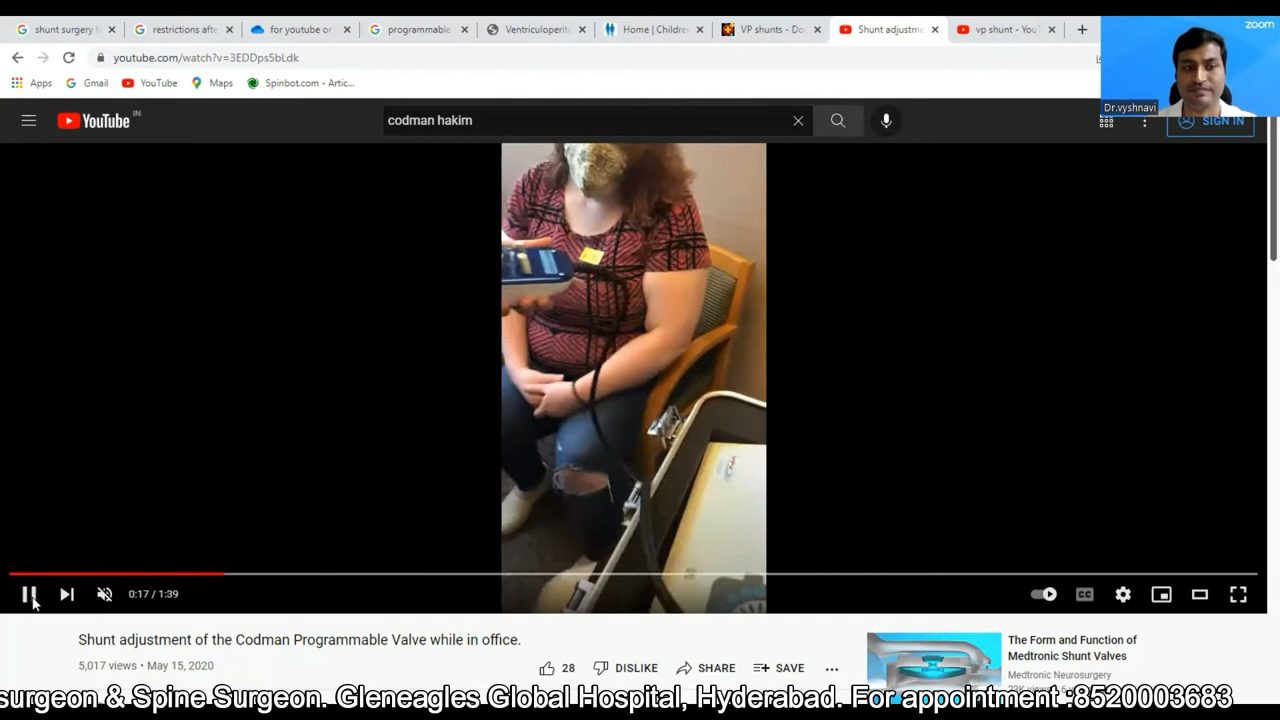 shunt surgery f
restrictions afte
for youtube or
programmable
Ventriculoperit
Home | Childre
VP shunts - Do
Shunt adjustme
vp shunt - YouT
zoom
youtube.com/watch?v=3EDDps5bLdk
Apps
Gmail
YouTube
Maps
Spinbot.com - Artic...
Dr.vyshnavi
YouTube IN
codman hakim
SIGN IN
0:17 / 1:39
CC
Shunt adjustment of the Codman Programmable Valve while in office.
5,017 views • May 15, 2020
28
DISLIKE
SHARE
SAVE
The Form and Function of
Medtronic Shunt Valves
Medtronic Neurosurgery
surgeon & Spine Surgeon. Gleneagles Global Hospital, Hyderabad. For appointment :8520003683